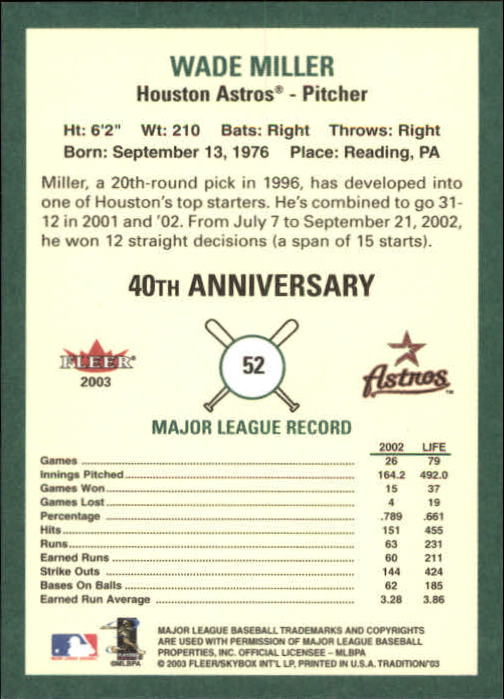 WADE MILLER
Houston Astros® - Pitcher
Ht: 6'2" Wt: 210 Bats: Right Throws: Right
Born: September 13, 1976 Place: Reading, PA
Miller, a 20th-round pick in 1996, has developed into
one of Houston's top starters. He's combined to go 31-
12 in 2001 and '02. From July 7 to September 21, 2002,
he won 12 straight decisions (a span of 15 starts).
40TH ANNIVERSARY
FLEER®
2003
52
Astros™
MAJOR LEAGUE RECORD
2002 LIFE
Games 26 79
Innings Pitched 164.2 492.0
Games Won 15 37
Games Lost 4 19
Percentage .789 .661
Hits 151 455
Runs 63 231
Earned Runs 60 211
Strike Outs 144 424
Bases On Balls 62 185
Earned Run Average 3.28 3.86
©MLBPA
MAJOR LEAGUE BASEBALL TRADEMARKS AND COPYRIGHTS
ARE USED WITH PERMISSION OF MAJOR LEAGUE BASEBALL
PROPERTIES, INC. OFFICIAL LICENSEE – MLBPA
© 2003 FLEER/SKYBOX INT'L LP, PRINTED IN U.S.A. TRADITION/'03